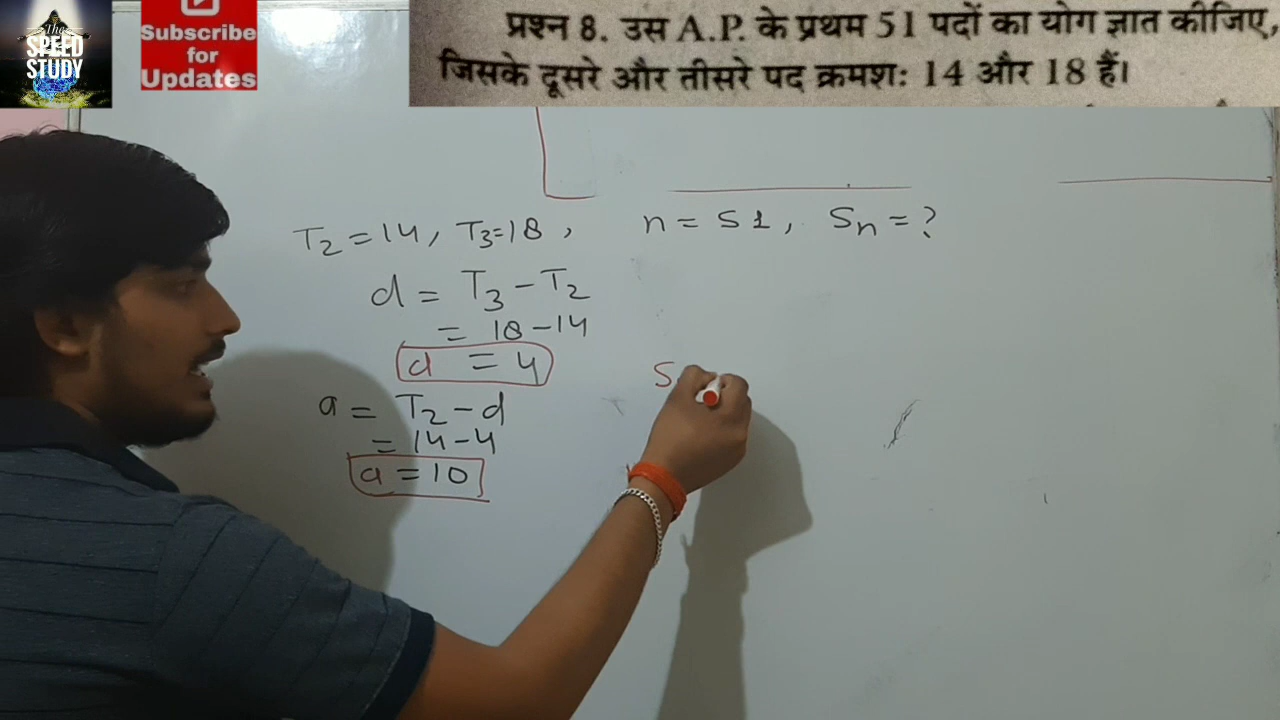 The
SPEED
STUDY
Subscribe
for
Updates
प्रश्न 8. उस A.P. के प्रथम 51 पदों का योग ज्ञात कीजिए,
जिसके दूसरे और तीसरे पद क्रमशः 14 और 18 हैं।
T₂ = 14, T₃ = 18, n = 51, Sₙ = ?
d = T₃ - T₂
= 18 - 14
d = 4
a = T₂ - d
= 14 - 4
a = 10
S